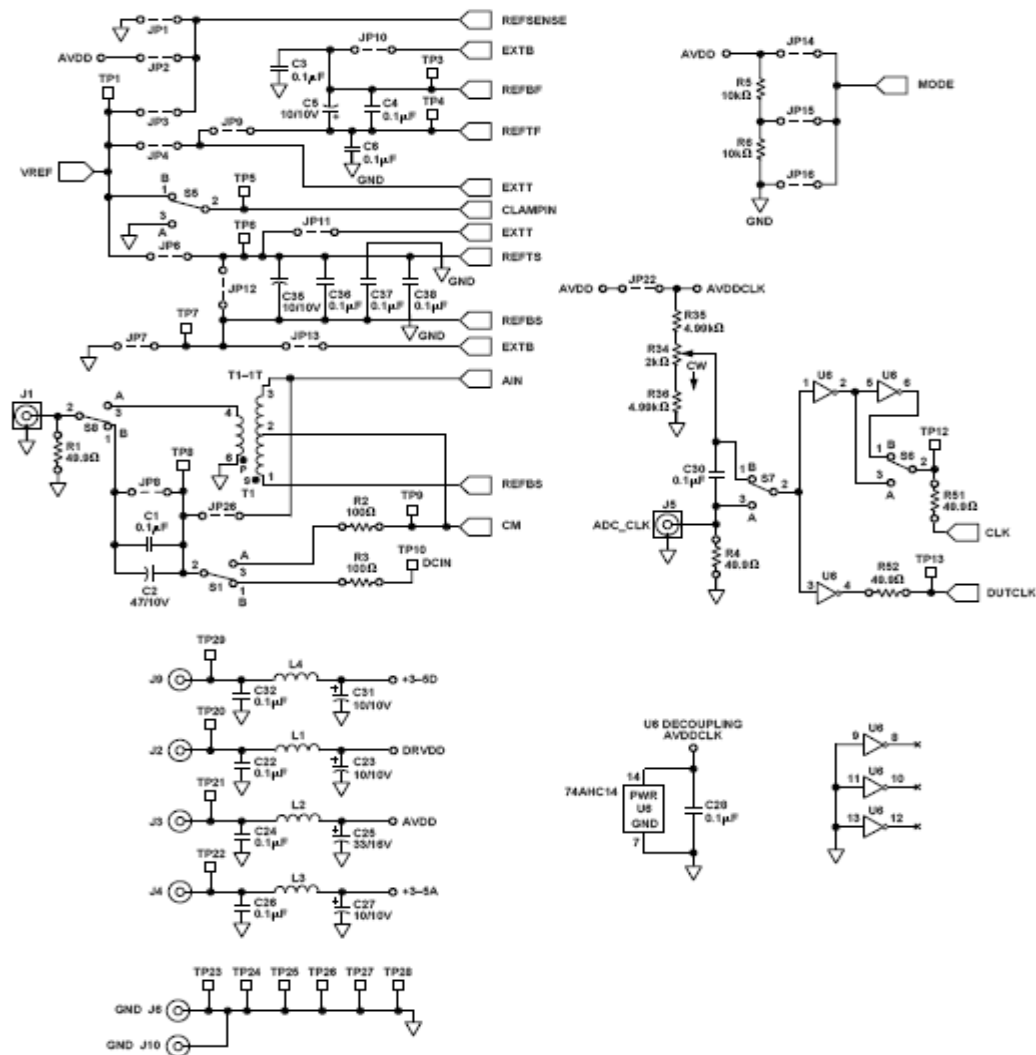 JP1
REFSENSE
AVDD
JP2
TP1
JP3
JP4
VREF
JP10
EXTB
C3
0.1µF
TP3
REFBF
C5
10/10V
+
C4
0.1µF
TP4
JP9
REFTF
C6
0.1µF
GND
EXTT
B
1
S5
2
TP5
CLAMPIN
3
A
TP6
JP11
EXTT
JP6
REFTS
GND
JP12
C35
10/10V
C36
0.1µF
C37
0.1µF
C38
0.1µF
GND
TP7
REFBS
JP7
JP13
EXTB
AVDD
JP14
R5
10kΩ
MODE
JP15
R6
10kΩ
JP16
GND
T1–1T
AIN
J1
A
2
3
S8
1
B
R1
49.9Ω
4
3
2
6
P
9
1
T1
TP8
REFBS
JP8
JP26
C1
0.1µF
C2
47/10V
R2
100Ω
TP9
CM
A
2
3
S1
1
B
R3
100Ω
TP10
DCIN
AVDD
JP22
AVDDCLK
R35
4.99kΩ
R34
2kΩ
CW
R36
4.99kΩ
C30
0.1µF
1
B
S7
2
3
A
J5
ADC_CLK
R4
49.9Ω
U6
1
2
U6
5
6
1
B
S6
2
3
A
TP12
R51
49.9Ω
CLK
U6
3
4
R52
49.9Ω
TP13
DUTCLK
TP29
J9
L4
C32
0.1µF
+
C31
10/10V
+3–5D
TP20
J2
L1
C22
0.1µF
+
C23
10/10V
DRVDD
TP21
J3
L2
C24
0.1µF
+
C25
33/16V
AVDD
TP22
J4
L3
C26
0.1µF
+
C27
10/10V
+3–5A
U6 DECOUPLING
AVDDCLK
74AHC14
14
PWR
U6
GND
7
C28
0.1µF
U6
9
8
U6
11
10
U6
13
12
TP23
TP24
TP25
TP26
TP27
TP28
GND J6
GND J10